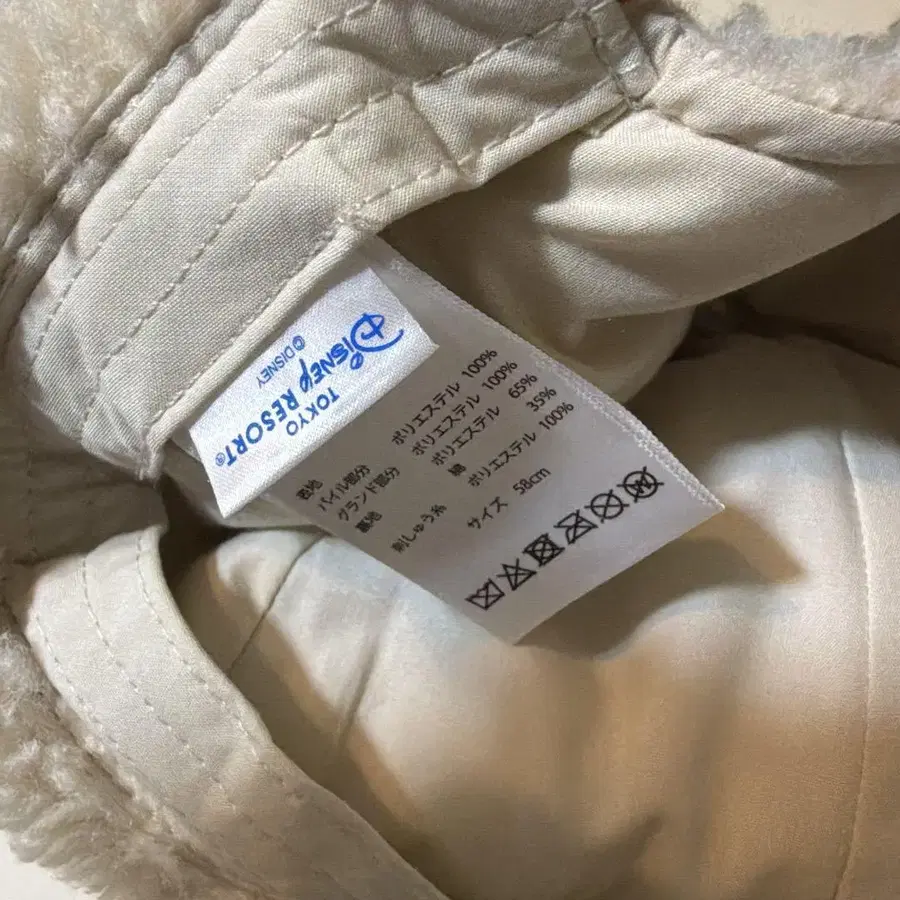 Disney
TOKYO
RESORT®
©DISNEY
表地
パイル部分 ポリエステル 100%
グランド部分 ポリエステル 100%
裏地 ポリエステル 65%
綿 35%
刺しゅう糸 ポリエステル 100%
サイズ 58cm